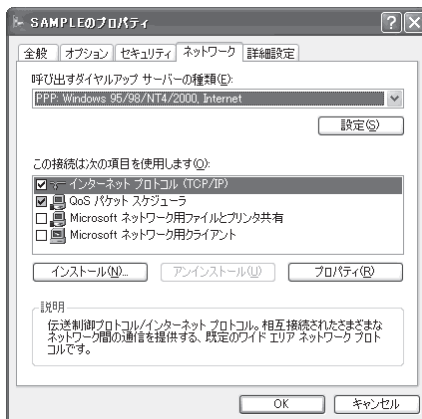 SAMPLEのプロパティ
全般 オプション セキュリティ ネットワーク 詳細設定
呼び出すダイヤルアップ サーバーの種類(E):
PPP: Windows 95/98/NT4/2000, Internet
設定(S)
この接続は次の項目を使用します(O):
インターネット プロトコル (TCP/IP)
QoS パケット スケジューラ
Microsoft ネットワーク用ファイルとプリンタ共有
Microsoft ネットワーク用クライアント
インストール(N)... アンインストール(U) プロパティ(R)
説明
伝送制御プロトコル/インターネット プロトコル。相互接続されたさまざまな
ネットワーク間の通信を提供する、既定のワイド エリア ネットワーク プロト
コルです。
OK キャンセル